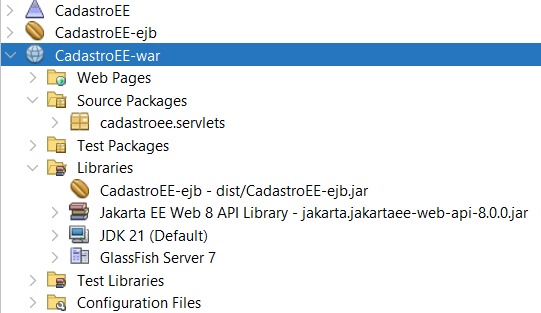 CadastroEE
CadastroEE-ejb
CadastroEE-war
Web Pages
Source Packages
cadastroee.servlets
Test Packages
Libraries
CadastroEE-ejb - dist/CadastroEE-ejb.jar
Jakarta EE Web 8 API Library - jakarta.jakartaee-web-api-8.0.0.jar
JDK 21 (Default)
GlassFish Server 7
Test Libraries
Configuration Files